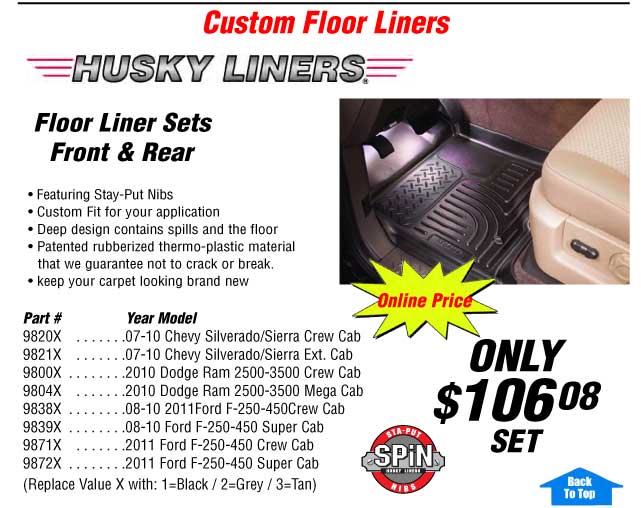 Custom Floor Liners
HUSKY LINERS®
Floor Liner Sets
Front & Rear
• Featuring Stay-Put Nibs
• Custom Fit for your application
• Deep design contains spills and the floor
• Patented rubberized thermo-plastic material
that we guarantee not to crack or break.
• keep your carpet looking brand new
Online Price
Part # Year Model
9820X . . . . . . .07-10 Chevy Silverado/Sierra Crew Cab
9821X . . . . . . .07-10 Chevy Silverado/Sierra Ext. Cab
9800X . . . . . . . .2010 Dodge Ram 2500-3500 Crew Cab
9804X . . . . . . .2010 Dodge Ram 2500-3500 Mega Cab
9838X . . . . . . . .08-10 2011Ford F-250-450Crew Cab
9839X . . . . . . . .08-10 Ford F-250-450 Super Cab
9871X . . . . . . .2011 Ford F-250-450 Crew Cab
9872X . . . . . . . .2011 Ford F-250-450 Super Cab
(Replace Value X with: 1=Black / 2=Grey / 3=Tan)
ONLY
$106 08
SET
STA-PUT
SPiN
HUSKY LINERS
NIBS
Back
To Top